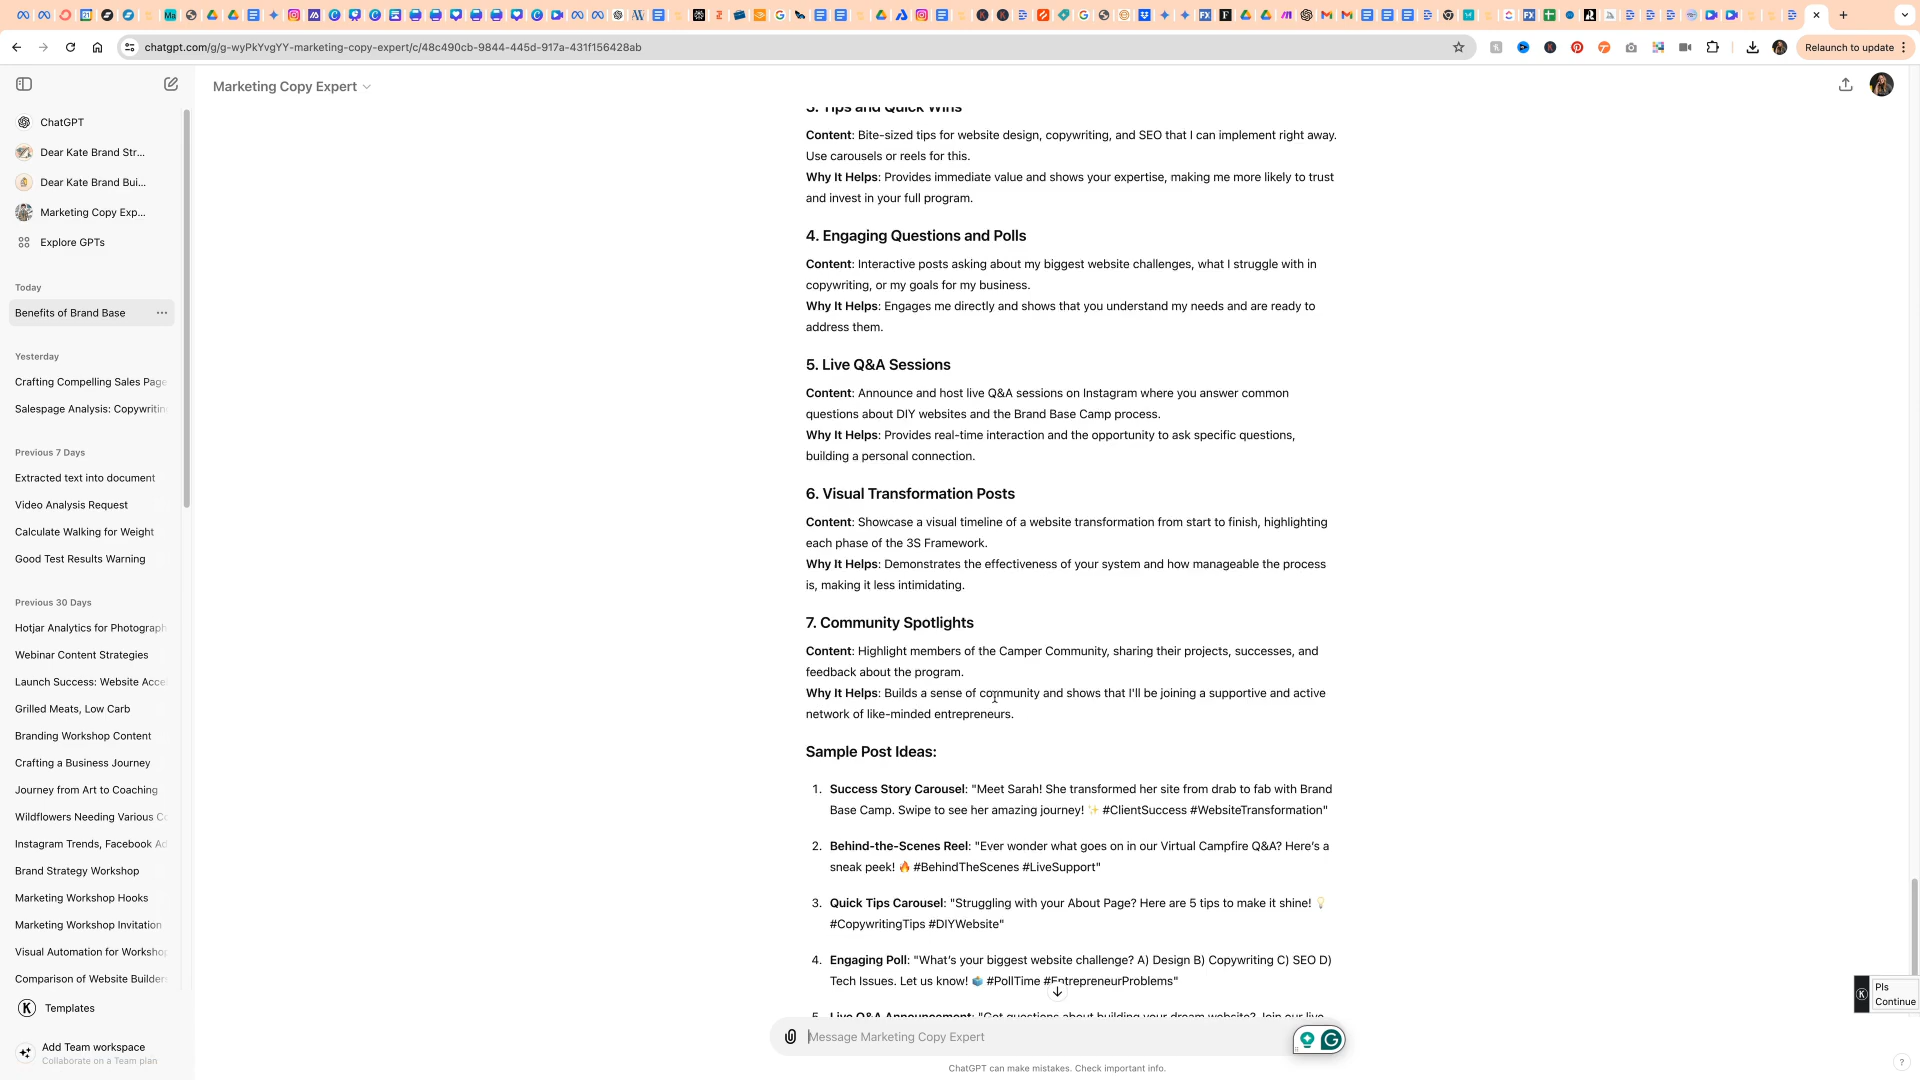 chatgpt.com/g/g-wyPkYvgYY-marketing-copy-expert/c/48c490cb-9844-445d-917a-431f156428ab
Relaunch to update
Marketing Copy Expert
ChatGPT
Dear Kate Brand Str...
Dear Kate Brand Bui...
Marketing Copy Exp...
Explore GPTs
Today
Benefits of Brand Base
Yesterday
Crafting Compelling Sales Page
Salespage Analysis: Copywritin
Previous 7 Days
Extracted text into document
Video Analysis Request
Calculate Walking for Weight
Good Test Results Warning
Previous 30 Days
Hotjar Analytics for Photograph
Webinar Content Strategies
Launch Success: Website Acce
Grilled Meats, Low Carb
Branding Workshop Content
Crafting a Business Journey
Journey from Art to Coaching
Wildflowers Needing Various Co
Instagram Trends, Facebook Ad
Brand Strategy Workshop
Marketing Workshop Hooks
Marketing Workshop Invitation
Visual Automation for Workshop
Comparison of Website Builders
Templates
Add Team workspace
Collaborate on a Team plan
3. Tips and Quick Wins
Content: Bite-sized tips for website design, copywriting, and SEO that I can implement right away.
Use carousels or reels for this.
Why It Helps: Provides immediate value and shows your expertise, making me more likely to trust
and invest in your full program.
4. Engaging Questions and Polls
Content: Interactive posts asking about my biggest website challenges, what I struggle with in
copywriting, or my goals for my business.
Why It Helps: Engages me directly and shows that you understand my needs and are ready to
address them.
5. Live Q&A Sessions
Content: Announce and host live Q&A sessions on Instagram where you answer common
questions about DIY websites and the Brand Base Camp process.
Why It Helps: Provides real-time interaction and the opportunity to ask specific questions,
building a personal connection.
6. Visual Transformation Posts
Content: Showcase a visual timeline of a website transformation from start to finish, highlighting
each phase of the 3S Framework.
Why It Helps: Demonstrates the effectiveness of your system and how manageable the process
is, making it less intimidating.
7. Community Spotlights
Content: Highlight members of the Camper Community, sharing their projects, successes, and
feedback about the program.
Why It Helps: Builds a sense of community and shows that I'll be joining a supportive and active
network of like-minded entrepreneurs.
Sample Post Ideas:
1. Success Story Carousel: "Meet Sarah! She transformed her site from drab to fab with Brand
Base Camp. Swipe to see her amazing journey! ✨ #ClientSuccess #WebsiteTransformation"
2. Behind-the-Scenes Reel: "Ever wonder what goes on in our Virtual Campfire Q&A? Here's a
sneak peek! 🔥 #BehindTheScenes #LiveSupport"
3. Quick Tips Carousel: "Struggling with your About Page? Here are 5 tips to make it shine! 💡
#CopywritingTips #DIYWebsite"
4. Engaging Poll: "What's your biggest website challenge? A) Design B) Copywriting C) SEO D)
Tech Issues. Let us know! 🗳️ #PollTime #EntrepreneurProblems"
5. Live Q&A Announcement: "Got questions about building your dream website? Join our live
Message Marketing Copy Expert
ChatGPT can make mistakes. Check important info.
Pls
Continue
?